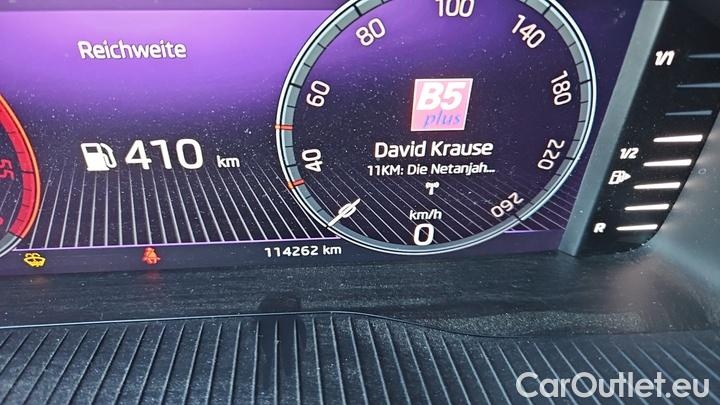 Reichweite
410 km
55
40
60
80
100
140
180
220
260
B5
plus
David Krause
11KM: Die Netanjah...
km/h
0
114262 km
1/1
1/2
R
CarOutlet.eu